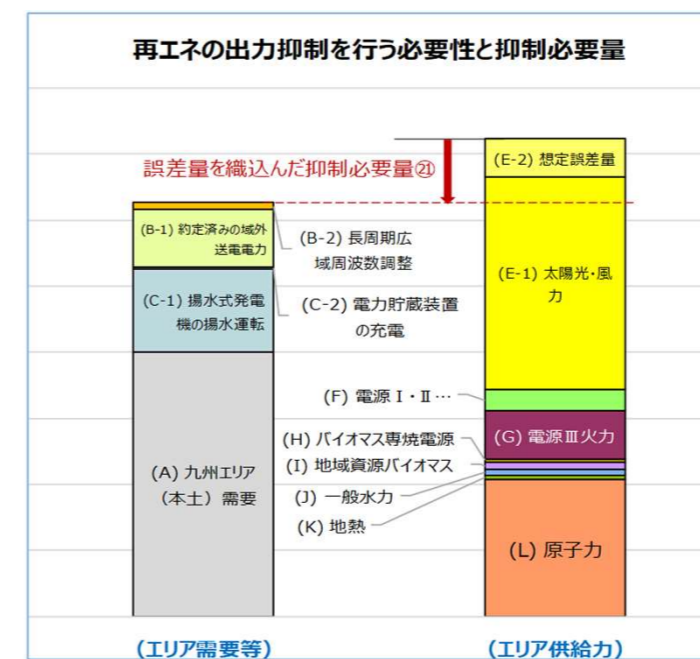 再エネの出力抑制を行う必要性と抑制必要量
誤差量を織込んだ抑制必要量㉑
(B-1) 約定済みの域外
送電電力
(B-2) 長周期広
域周波数調整
(C-1) 揚水式発電
機の揚水運転
(C-2) 電力貯蔵装置
の充電
(A) 九州エリア
(本土) 需要
(E-2) 想定誤差量
(E-1) 太陽光・風
力
(F) 電源Ⅰ・Ⅱ…
(G) 電源Ⅲ火力
(H) バイオマス専焼電源
(I) 地域資源バイオマス
(J) 一般水力
(K) 地熱
(L) 原子力
(エリア需要等)
(エリア供給力)